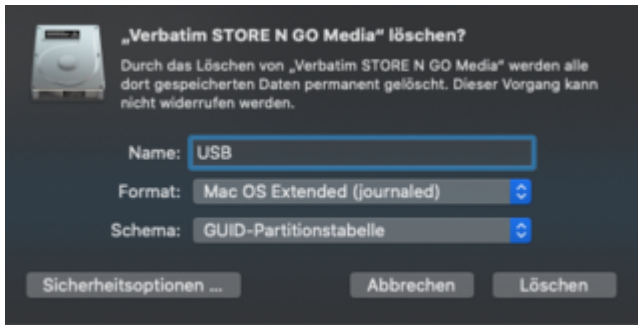 „Verbatim STORE N GO Media“ löschen?
Durch das Löschen von „Verbatim STORE N GO Media“ werden alle
dort gespeicherten Daten permanent gelöscht. Dieser Vorgang kann
nicht widerrufen werden.
Name: USB
Format: Mac OS Extended (journaled)
Schema: GUID-Partitionstabelle
Sicherheitsoptionen ... Abbrechen Löschen